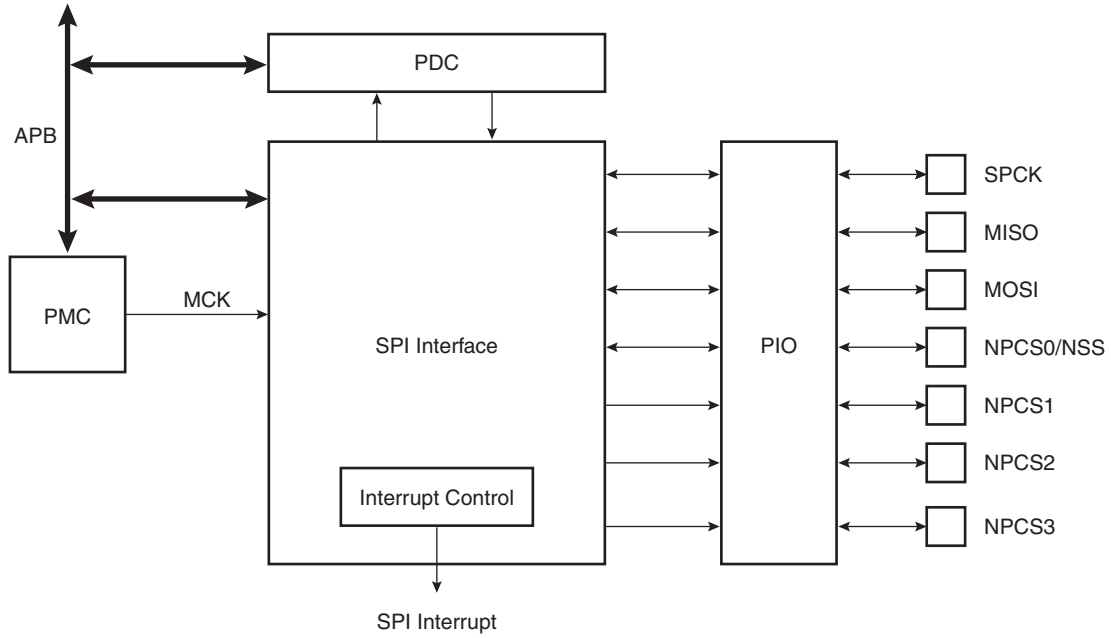 PDC
APB
SPCK
MISO
MCK
MOSI
PMC
SPI Interface
PIO
NPCS0/NSS
NPCS1
NPCS2
Interrupt Control
NPCS3
SPI Interrupt